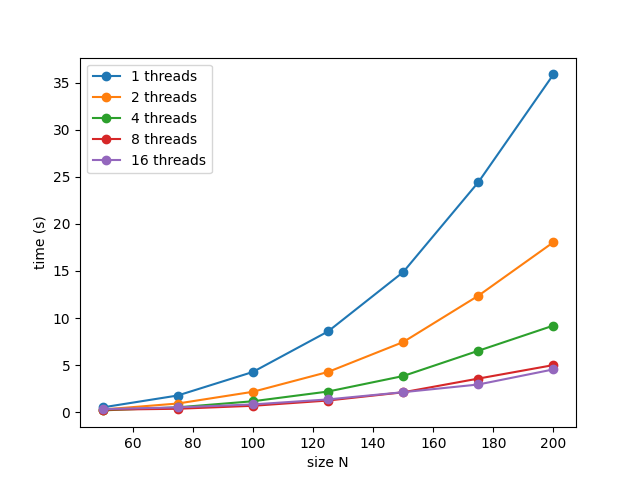 1 threads
2 threads
4 threads
8 threads
16 threads
time (s)
35
30
25
20
15
10
5
0
60 80 100 120 140 160 180 200
size N